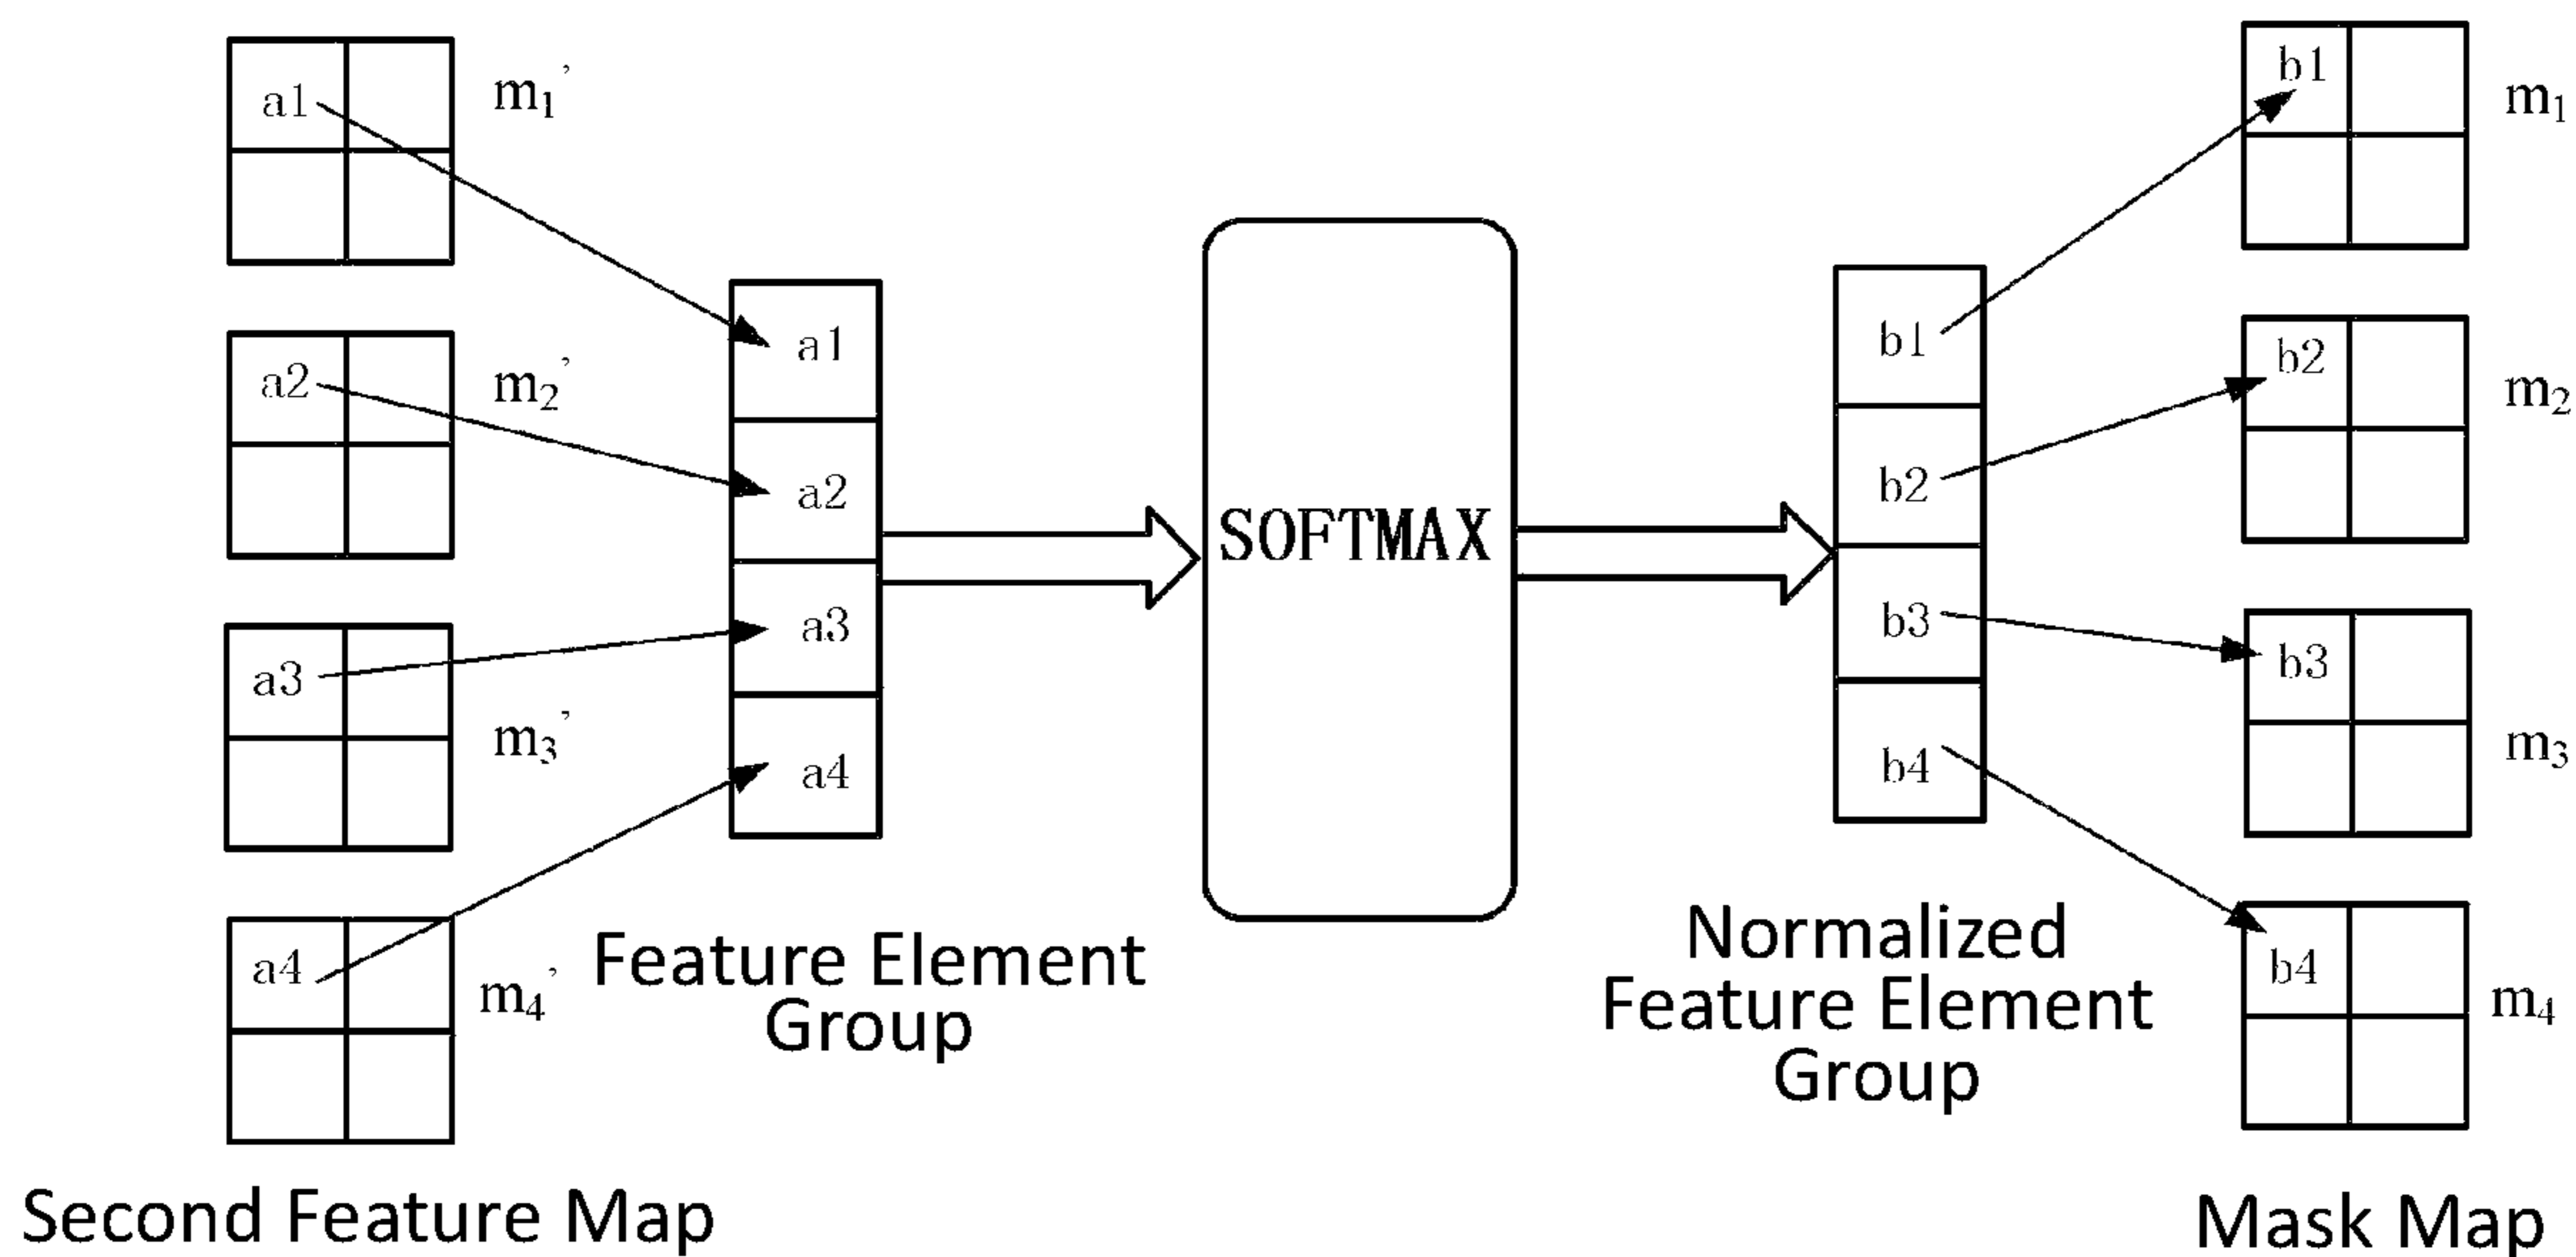 a1
m₁’
a2
m₂’
a3
m₃’
a4
m₄’
Second Feature Map
a1
a2
a3
a4
Feature Element
Group
SOFTMAX
b1
b2
b3
b4
Normalized
Feature Element
Group
b1
m₁
b2
m₂
b3
m₃
b4
m₄
Mask Map